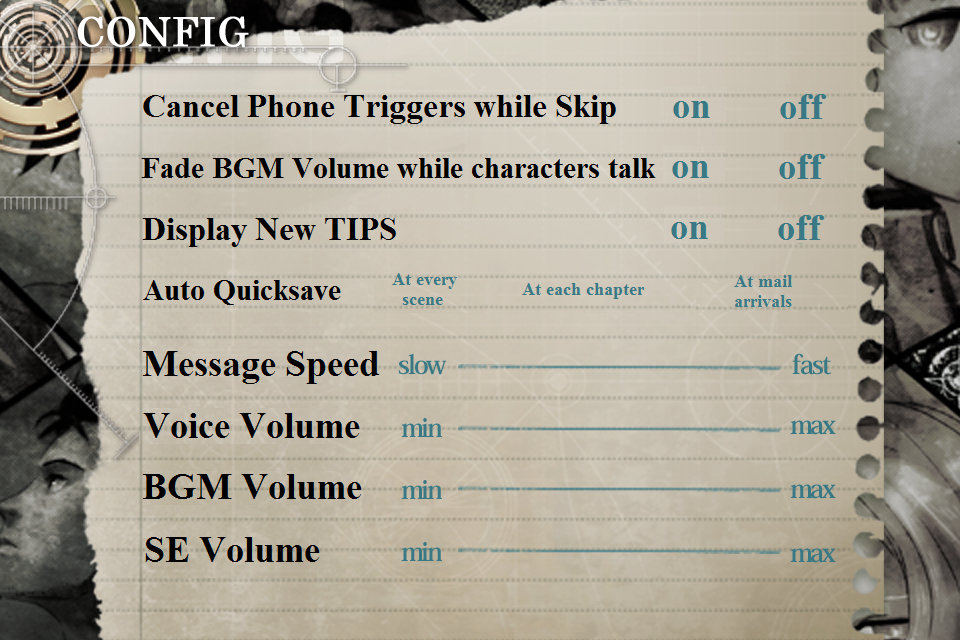 CONFIG
Cancel Phone Triggers while Skip on off
Fade BGM Volume while characters talk on off
Display New TIPS on off
Auto Quicksave At every scene At each chapter At mail arrivals
Message Speed slow fast
Voice Volume min max
BGM Volume min max
SE Volume min max